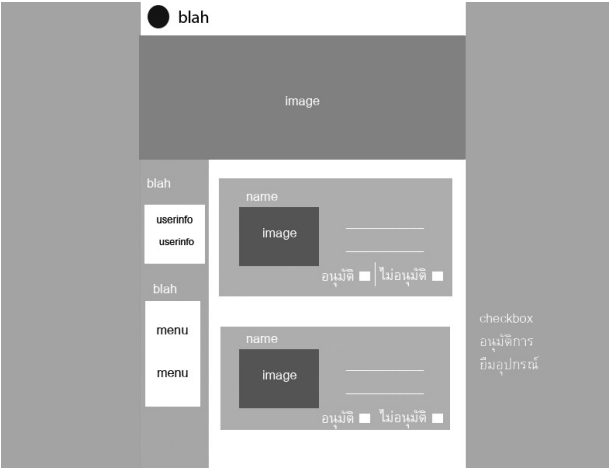 blah
image
blah
userinfo
userinfo
blah
menu
menu
name
image
อนุมัติ ไม่อนุมัติ
name
image
อนุมัติ ไม่อนุมัติ
checkbox
อนุมัติการ
ยืมอุปกรณ์